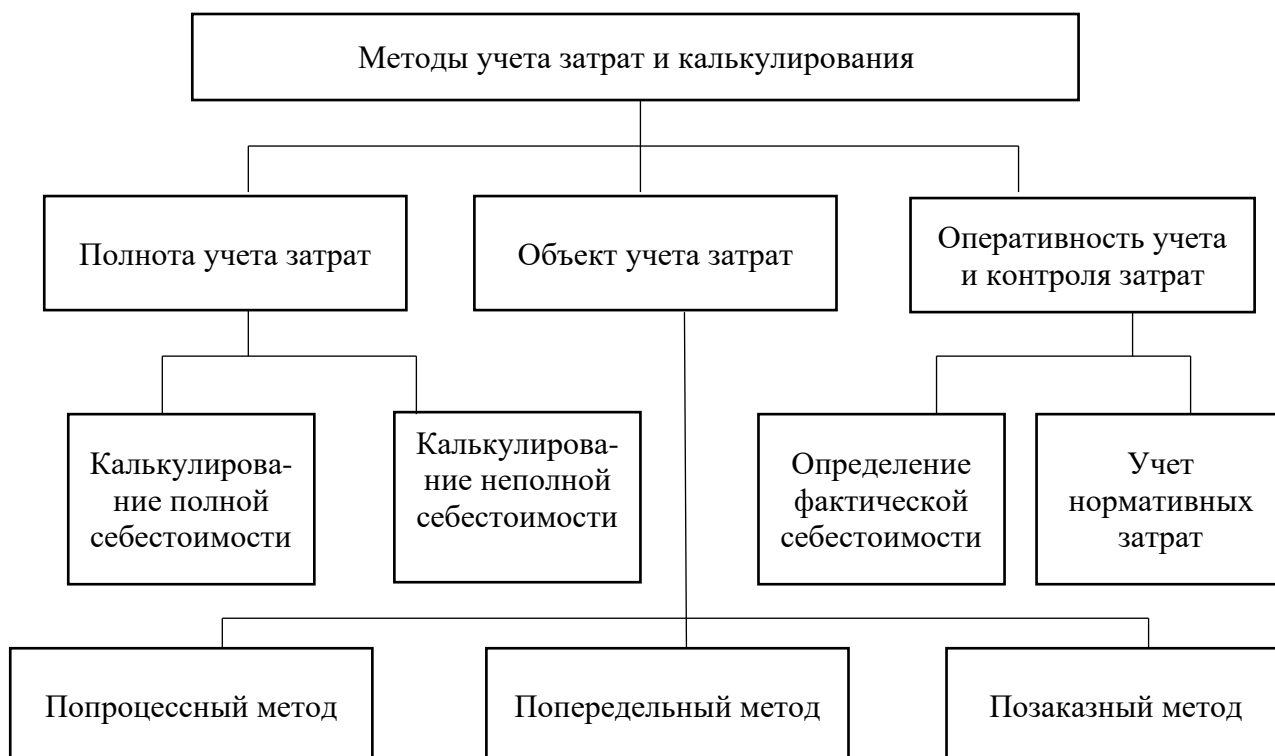 Методы учета затрат и калькулирования
Полнота учета затрат
Объект учета затрат
Оперативность учета
и контроля затрат
Калькулирова-
ние полной
себестоимости
Калькулирова-
ние неполной
себестоимости
Определение
фактической
себестоимости
Учет
нормативных
затрат
Попроцессный метод
Попередельный метод
Позаказный метод